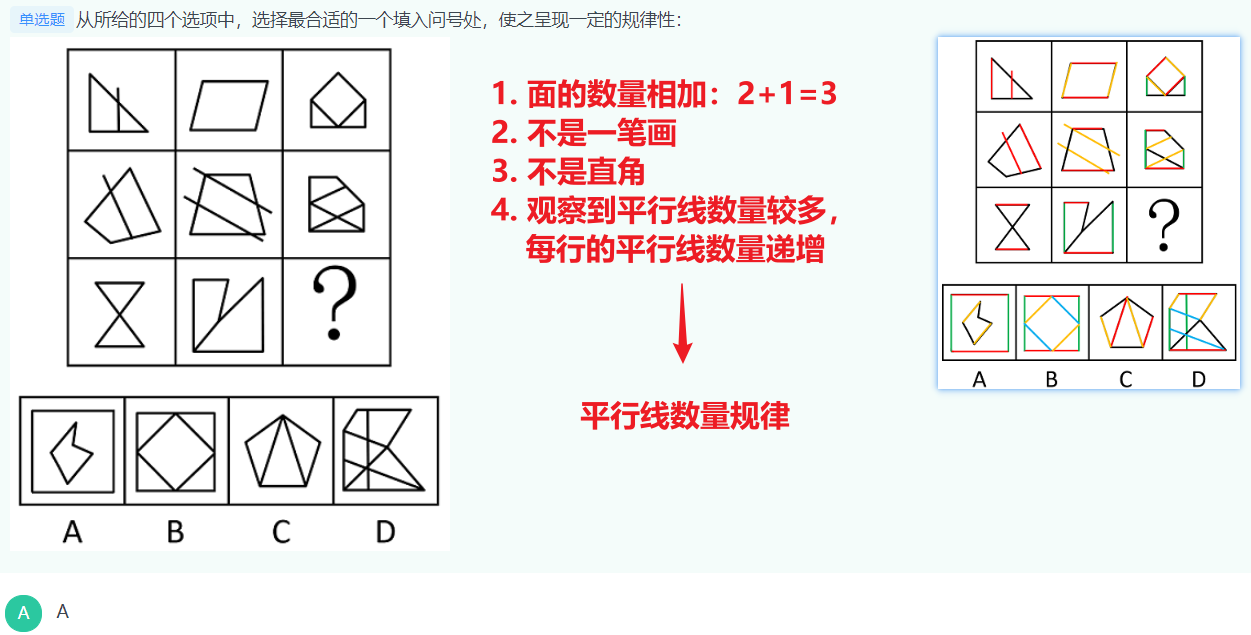 单选题 从所给的四个选项中，选择最合适的一个填入问号处，使之呈现一定的规律性：
1. 面的数量相加：2+1=3
2. 不是一笔画
3. 不是直角
4. 观察到平行线数量较多，
每行的平行线数量递增
平行线数量规律
?
A B C D
?
A B C D
A A